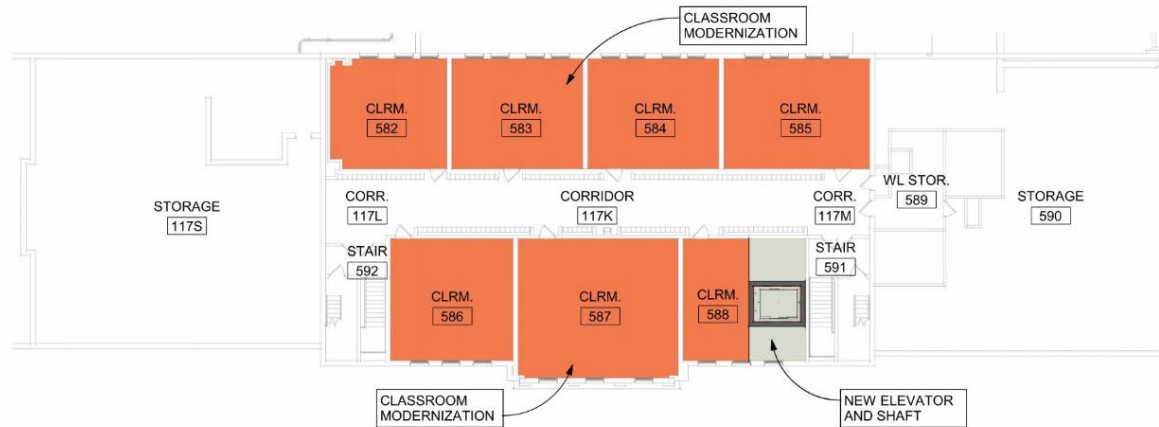 CLASSROOM
MODERNIZATION
CLRM.
582
CLRM.
583
CLRM.
584
CLRM.
585
STORAGE
117S
CORR.
117L
CORRIDOR
117K
CORR.
117M
WL STOR.
589
STORAGE
590
STAIR
592
STAIR
591
CLRM.
586
CLRM.
587
CLRM.
588
CLASSROOM
MODERNIZATION
NEW ELEVATOR
AND SHAFT